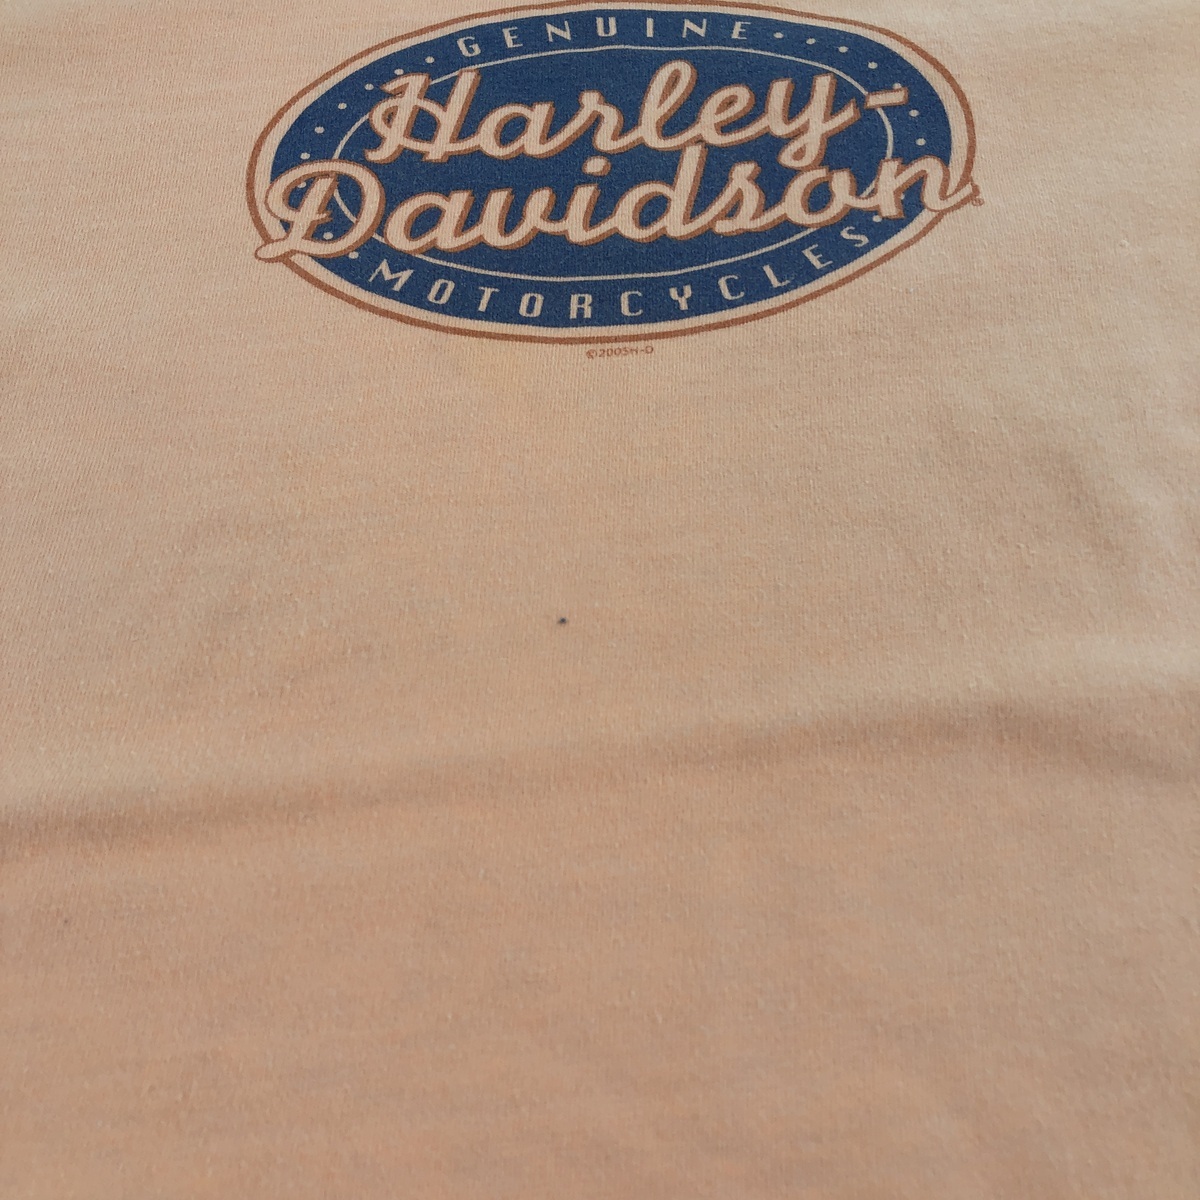 GENUINE
Harley-
Davidson
MOTORCYCLES
©2005H-D